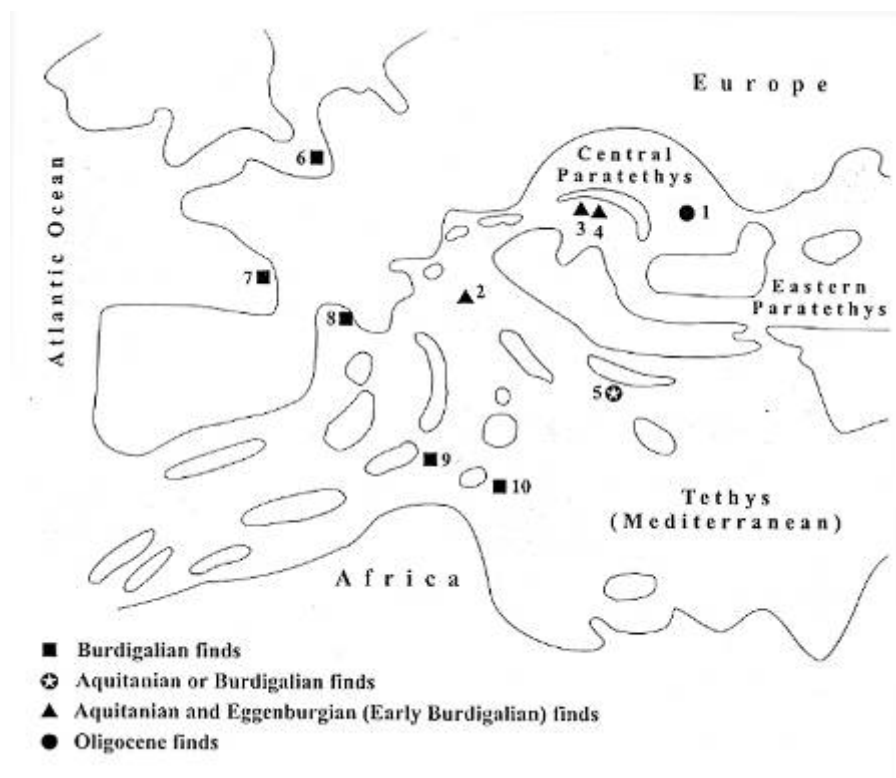 Europe
Central
Paratethys
Atlantic Ocean
6
1
3
4
7
2
Eastern
Paratethys
8
5
9
10
Tethys
(Mediterranean)
Africa
Burdigalian finds
Aquitanian or Burdigalian finds
Aquitanian and Eggenburgian (Early Burdigalian) finds
Oligocene finds